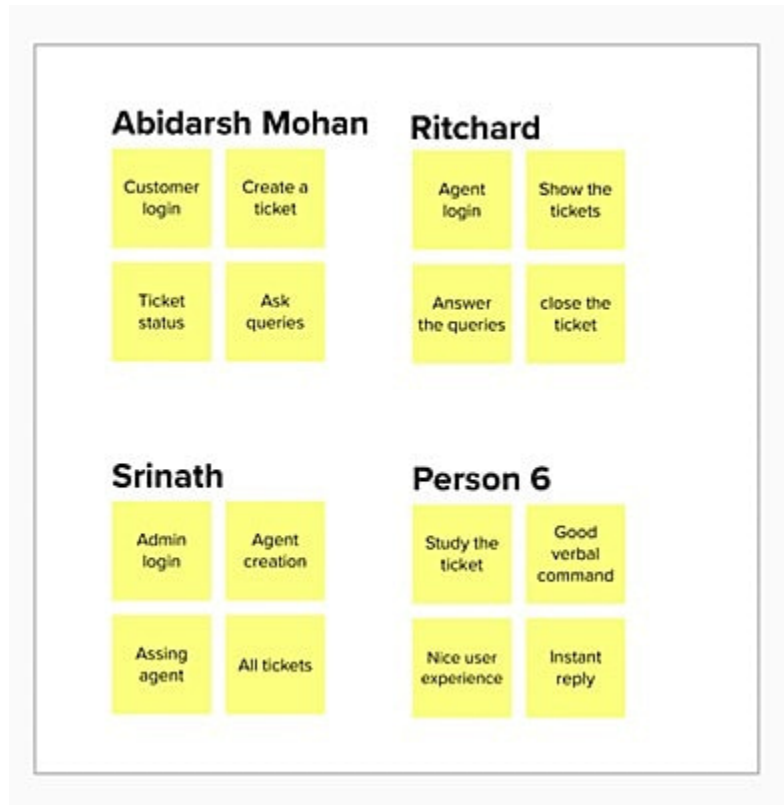 Abidarsh Mohan
Customer
login
Create a
ticket
Ticket
status
Ask
queries
Ritchard
Agent
login
Show the
tickets
Answer
the queries
close the
ticket
Srinath
Admin
login
Agent
creation
Assing
agent
All tickets
Person 6
Study the
ticket
Good
verbal
command
Nice user
experience
Instant
reply